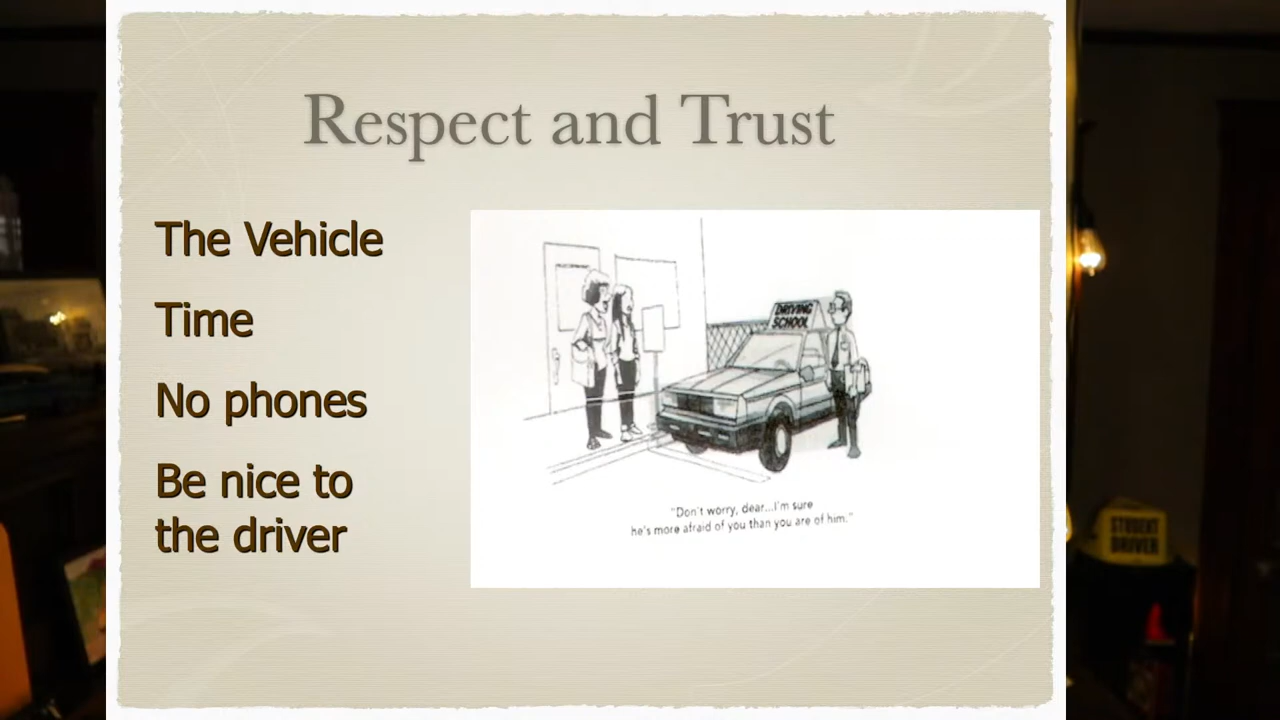 Respect and Trust
The Vehicle
Time
No phones
Be nice to
the driver
DRIVING
SCHOOL
"Don't worry, dear...I'm sure
he's more afraid of you than you are of him."
STUDENT
DRIVER